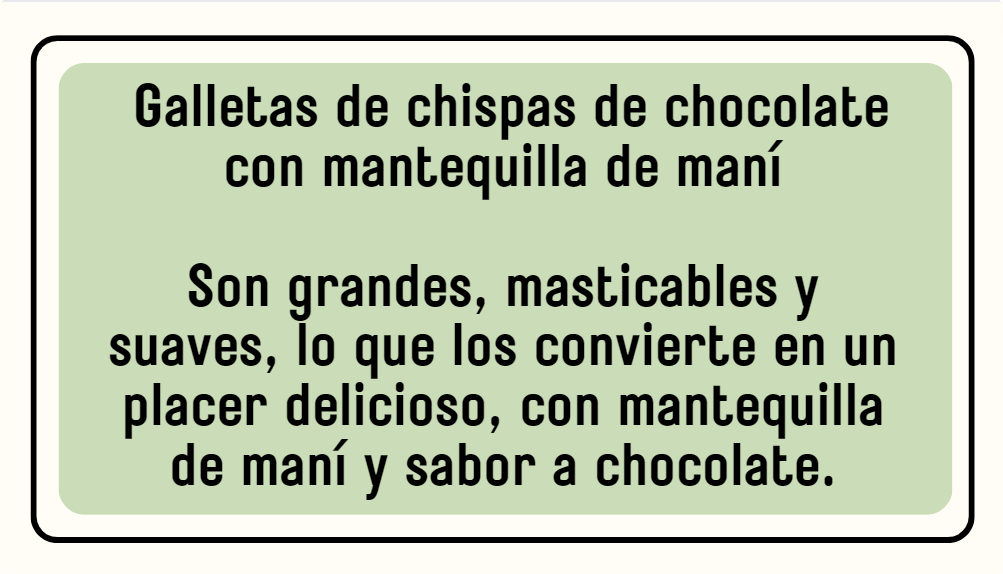 Galletas de chispas de chocolate
con mantequilla de maní
Son grandes, masticables y
suaves, lo que los convierte en un
placer delicioso, con mantequilla
de maní y sabor a chocolate.